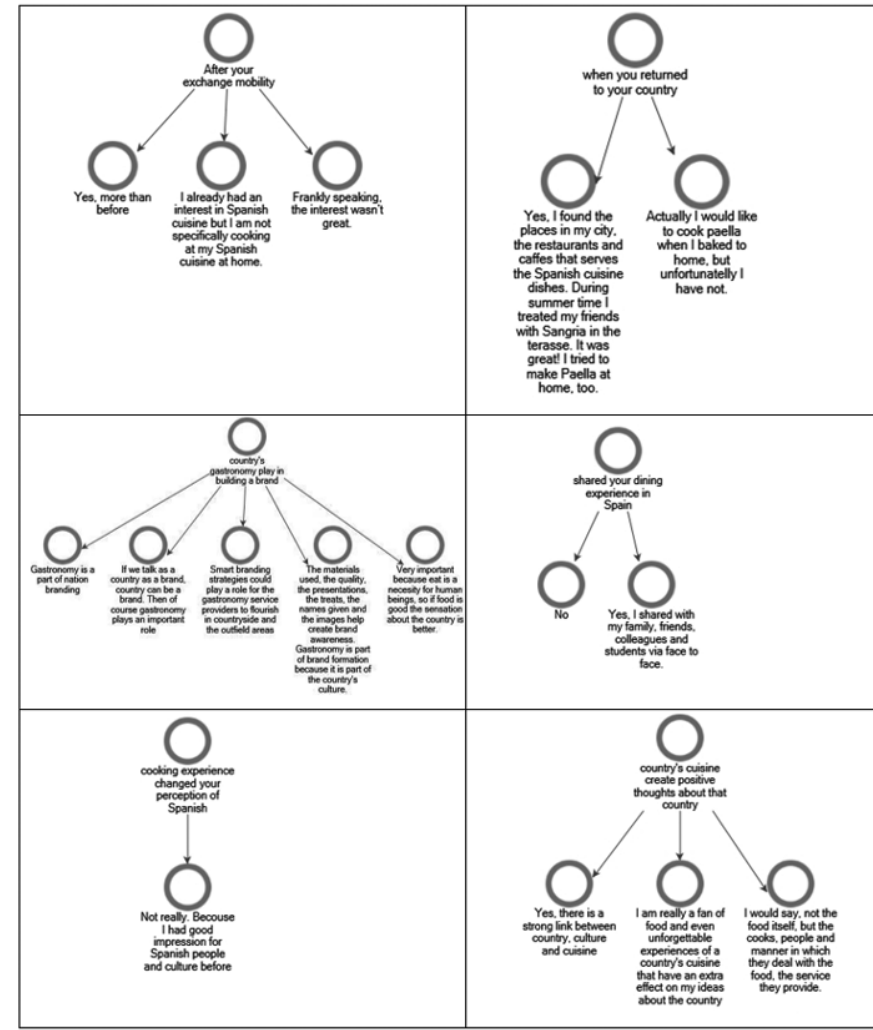 After your
exchange mobility
Yes, more than
before
I already had an
interest in Spanish
cuisine but I am not
specifically cooking
at my Spanish
cuisine at home.
Frankly speaking,
the interest wasn't
great.
when you returned
to your country
Yes, I found the
places in my city,
the restaurants and
caffes that serves
the Spanish cuisine
dishes. During
summer time I
treated my friends
with Sangria in the
terasse. It was
great! I tried to
make Paella at
home, too.
Actually I would like
to cook paella
when I baked to
home, but
unfortunatelly I
have not.
country's
gastronomy play in
building a brand
Gastronomy is a
part of nation
branding
If we talk as a
country as a brand,
country can be a
brand. Then of
course gastronomy
plays an important
role
Smart branding
strategies could
play a role for the
gastronomy service
providers to flourish
in countryside and
the outfield areas
The materials
used, the quality,
the presentations,
the treats, the
names given and
the images help
create brand
awareness.
Gastronomy is part
of brand formation
because it is part of
the country's
culture.
Very important
because eat is a
necessity for human
beings, so if food is
good the sensation
about the country is
better.
shared your dining
experience in
Spain
No
Yes, I shared with
my family, friends,
colleagues and
students via face to
face.
cooking experience
changed your
perception of
Spanish
Not really. Becouse
I had good
impression for
Spanish people
and culture before
country's cuisine
create positive
thoughts about that
country
Yes, there is a
strong link between
country, culture
and cuisine
I am really a fan of
food and even
unforgettable
experiences of a
country's cuisine
that have an extra
effect on my ideas
about the country
I would say, not the
food itself, but the
cooks, people and
manner in which
they deal with the
food, the service
they provide.